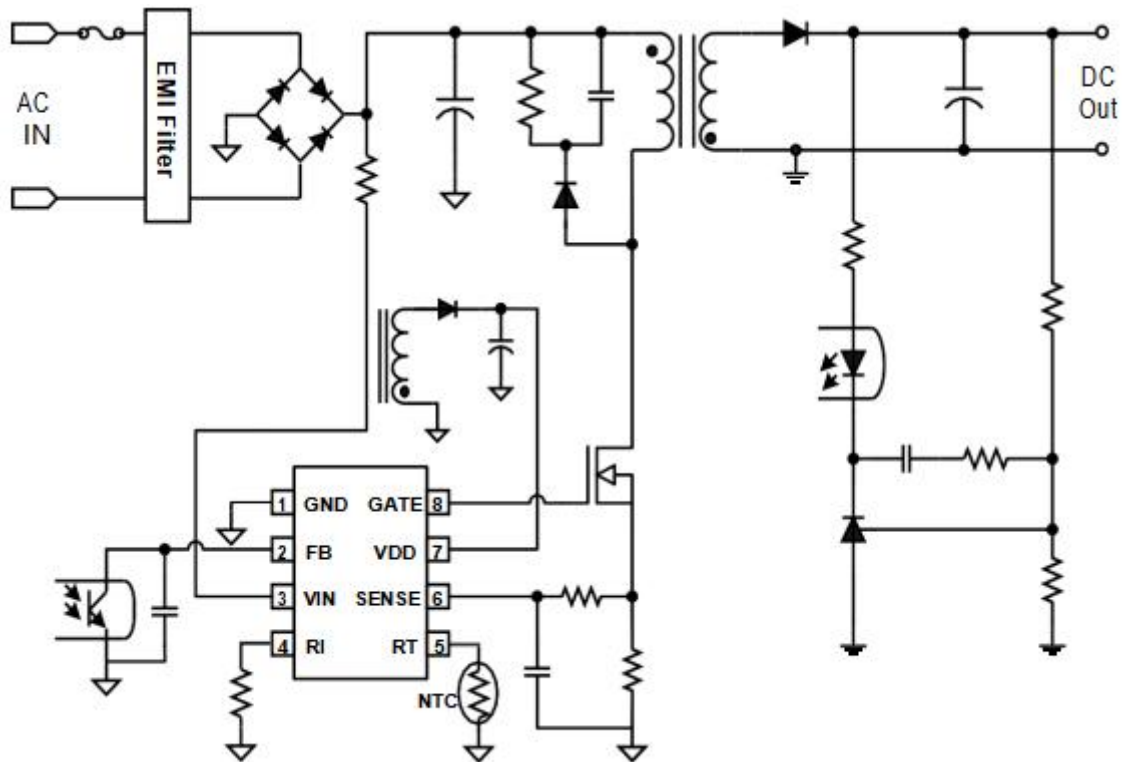 AC
IN
EMI Filter
DC
Out
1 GND GATE 8
2 FB VDD 7
3 VIN SENSE 6
4 RI RT 5
NTC